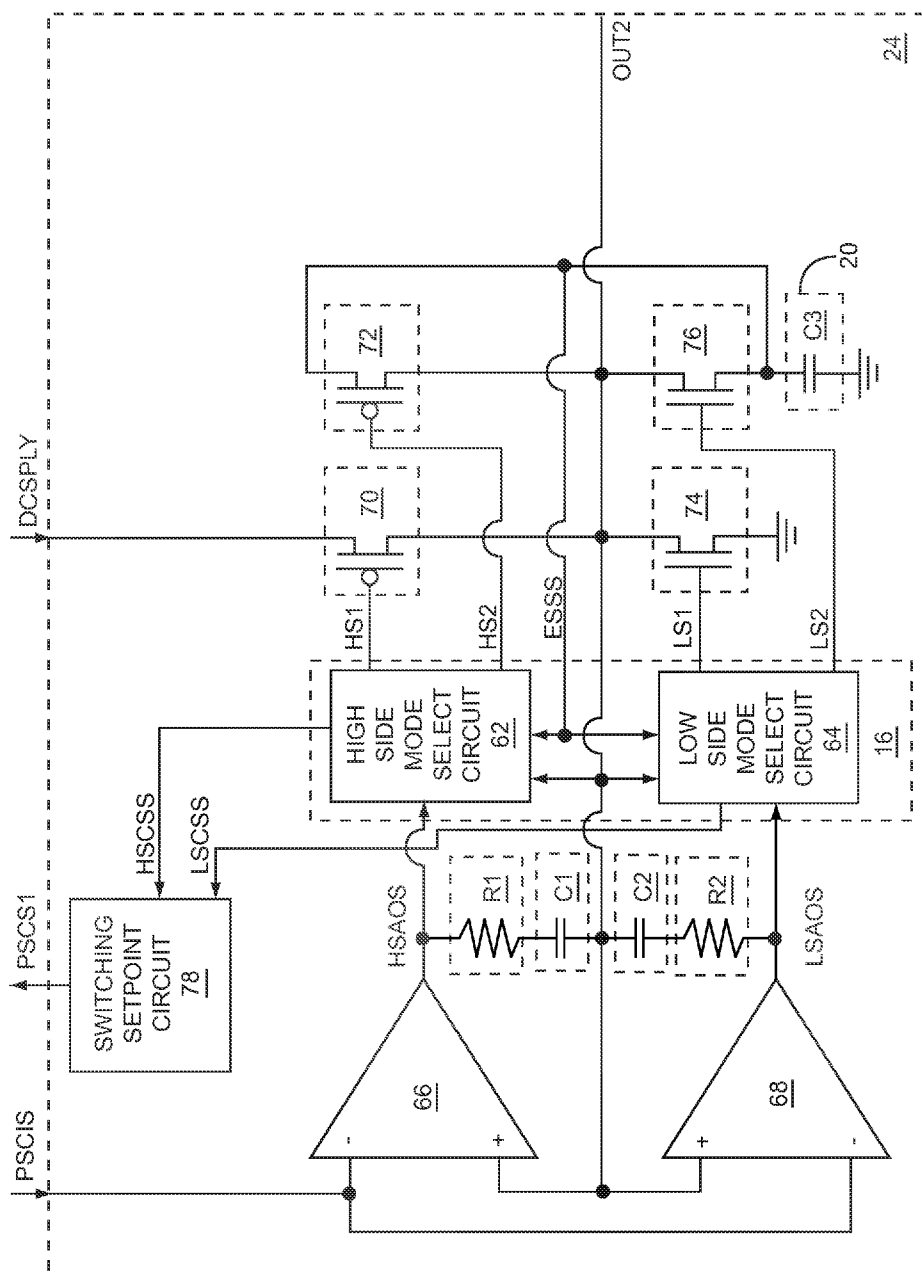 PSCIS
PSCS1
DCSPLY
SWITCHING
SETPOINT
CIRCUIT
78
HSCSS
LSCSS
66
-
+
HSAOS
R1
C1
C2
R2
LSAOS
68
+
-
HIGH
SIDE
MODE
SELECT
CIRCUIT
62
LOW
SIDE
MODE
SELECT
CIRCUIT
64
16
HS1
HS2
ESSS
LS1
LS2
70
72
74
76
C3
20
OUT2
24